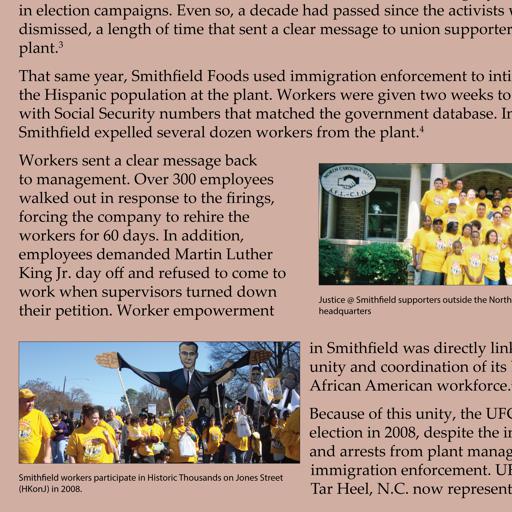 in election campaigns. Even so, a decade had passed since the activists
dismissed, a length of time that sent a clear message to union supporter
plant.³
That same year, Smithfield Foods used immigration enforcement to inti
the Hispanic population at the plant. Workers were given two weeks to
with Social Security numbers that matched the government database. In
Smithfield expelled several dozen workers from the plant.⁴
Workers sent a clear message back
to management. Over 300 employees
walked out in response to the firings,
forcing the company to rehire the
workers for 60 days. In addition,
employees demanded Martin Luther
King Jr. day off and refused to come to
work when supervisors turned down
their petition. Worker empowerment
NORTH CAROLINA STATE
A.F.L.-C.I.O.
Justice @ Smithfield supporters outside the North
headquarters
Smithfield workers participate in Historic Thousands on Jones Street
(HKonJ) in 2008.
in Smithfield was directly link
unity and coordination of its
African American workforce.
Because of this unity, the UFC
election in 2008, despite the in
and arrests from plant manag
immigration enforcement. UF
Tar Heel, N.C. now represent